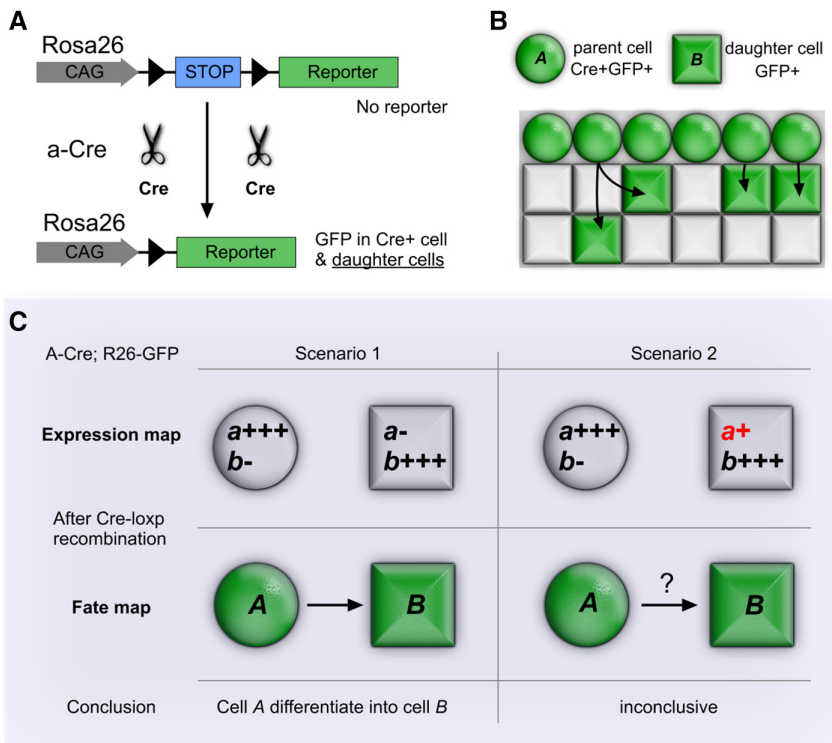 A
Rosa26
CAG
STOP
Reporter
No reporter
a-Cre
Cre
Cre
Rosa26
CAG
Reporter
GFP in Cre+ cell
& daughter cells
B
A
parent cell
Cre+GFP+
B
daughter cell
GFP+
C
A-Cre; R26-GFP
Scenario 1
Scenario 2
Expression map
a+++
b-
a-
b+++
a+++
b-
a+
b+++
After Cre-loxp
recombination
Fate map
A
B
A
?
B
Conclusion
Cell A differentiate into cell B
inconclusive